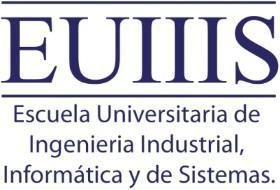 EUIIIS
Escuela Universitaria de
Ingenieria Industrial,
Informática y de Sistemas.